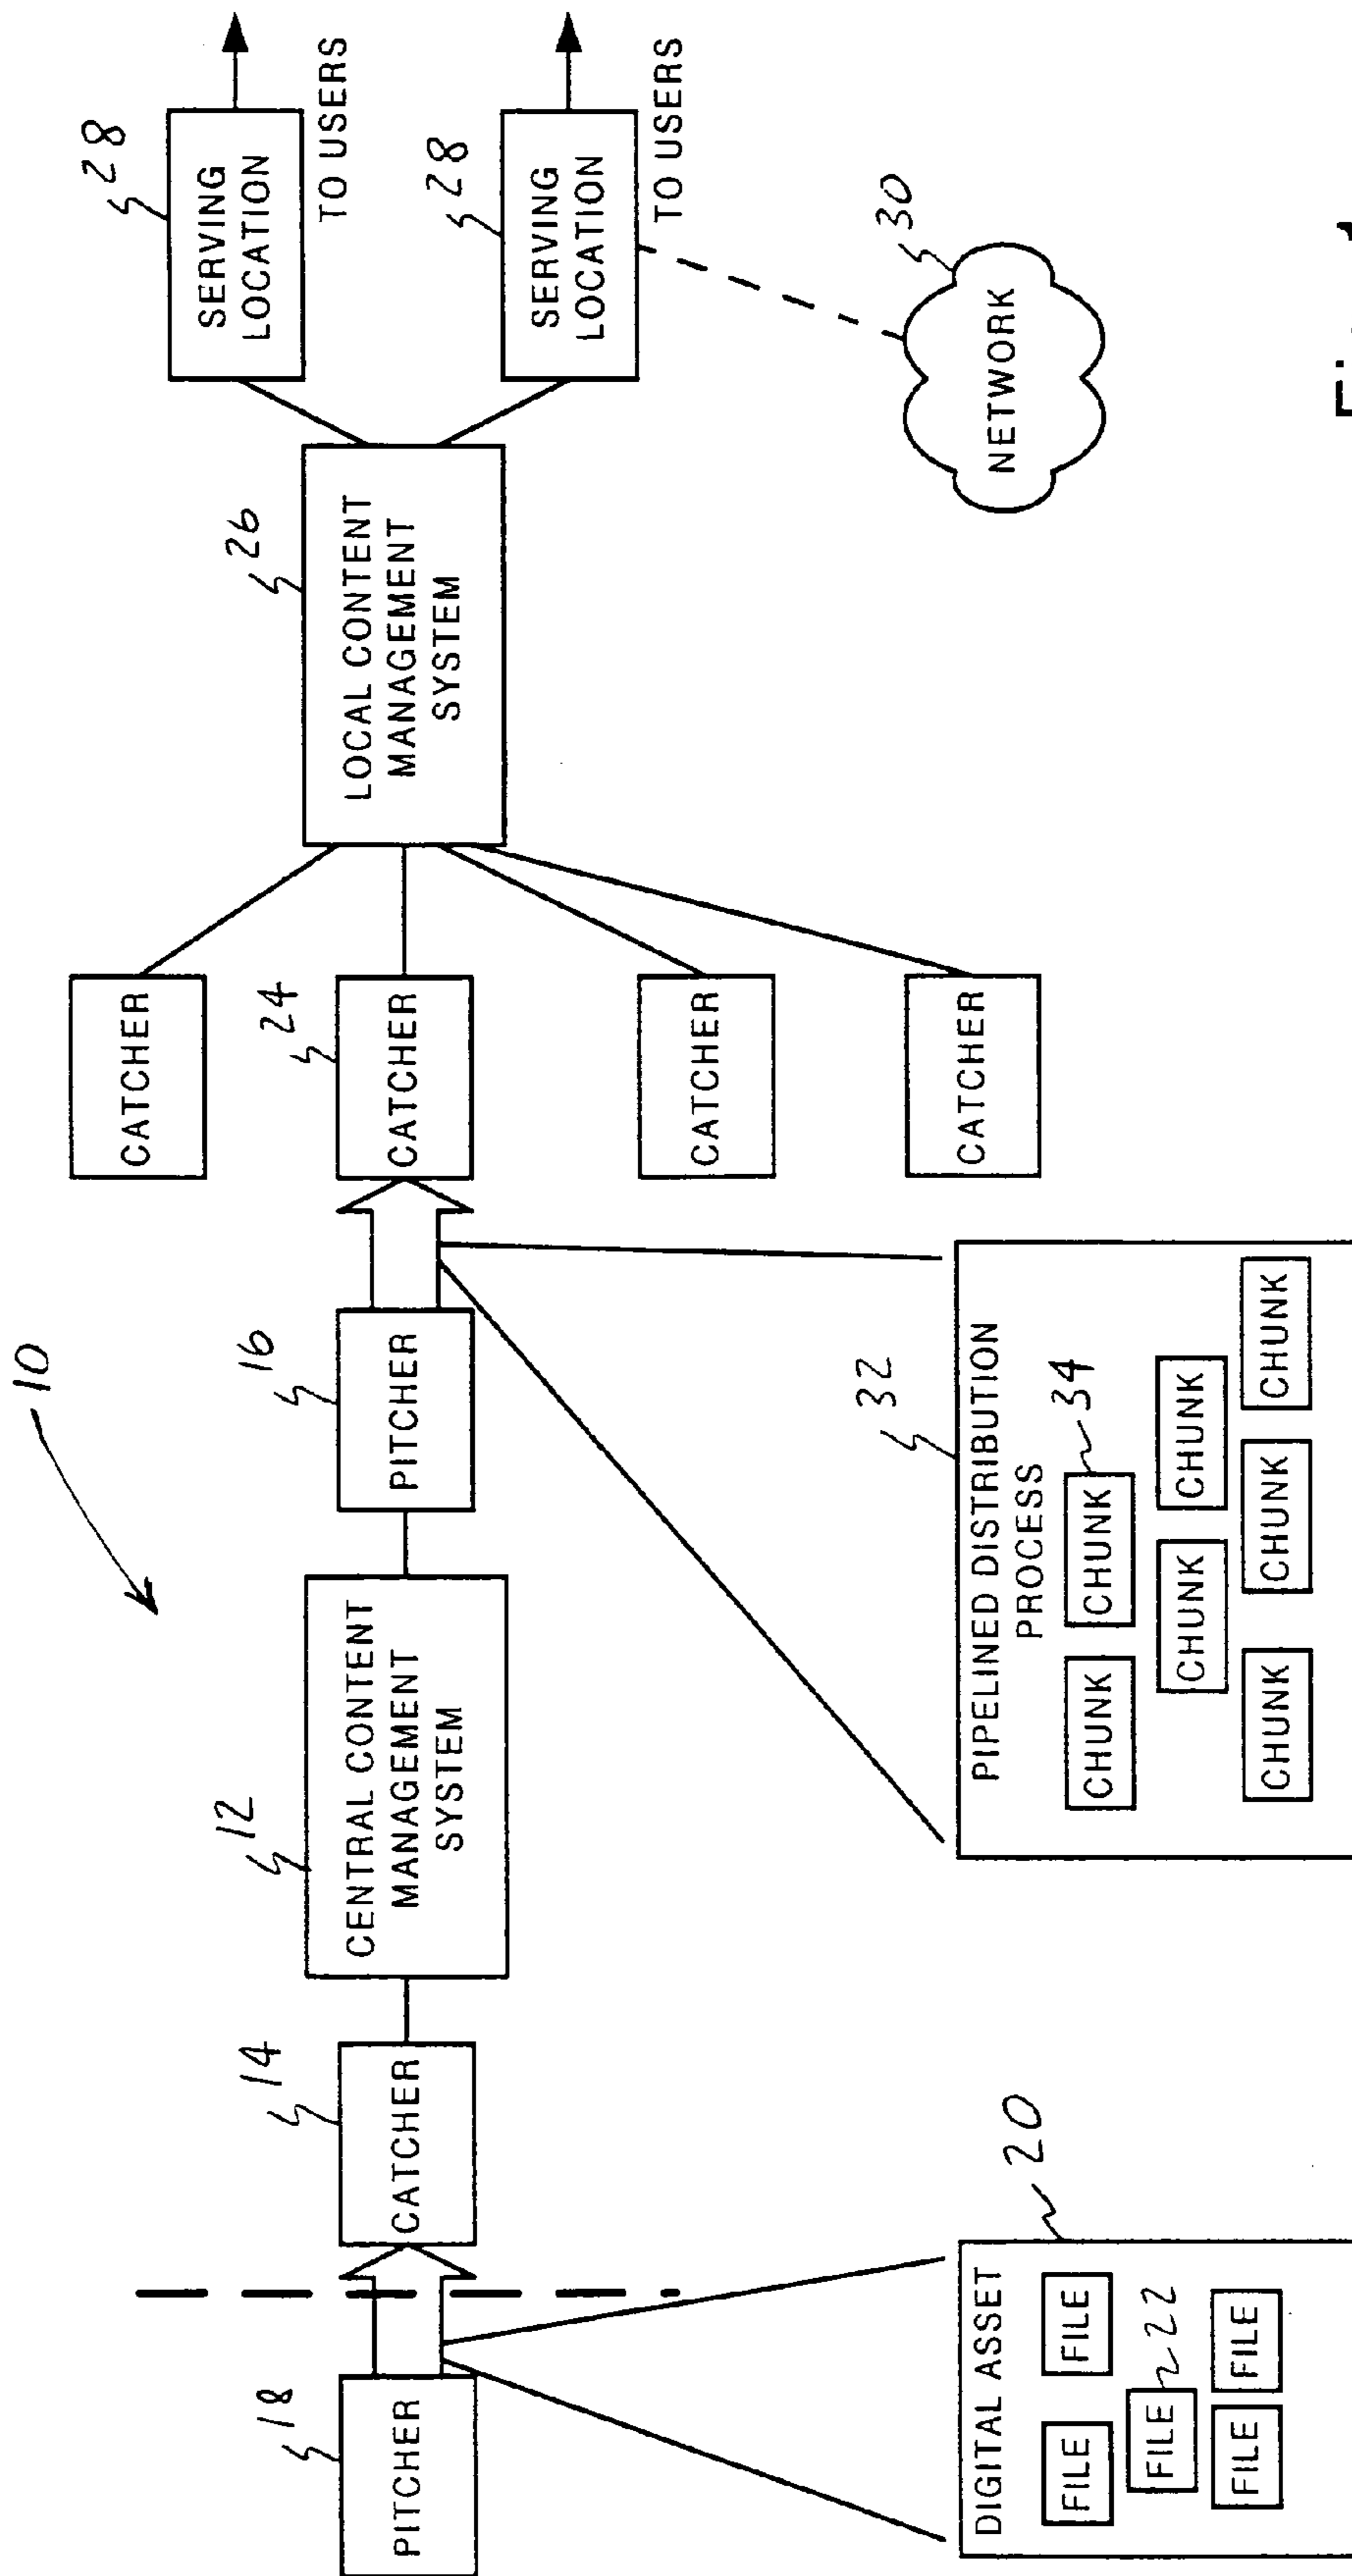 10
18
PITCHER
14
CATCHER
12
CENTRAL CONTENT
MANAGEMENT
SYSTEM
16
PITCHER
CATCHER
24
CATCHER
CATCHER
CATCHER
26
LOCAL CONTENT
MANAGEMENT
SYSTEM
28
SERVING
LOCATION
TO USERS
28
SERVING
LOCATION
TO USERS
30
NETWORK
20
DIGITAL ASSET
FILE
FILE
FILE
22
FILE
FILE
32
PIPELINED DISTRIBUTION
PROCESS
CHUNK
CHUNK
34
CHUNK
CHUNK
CHUNK
CHUNK
CHUNK